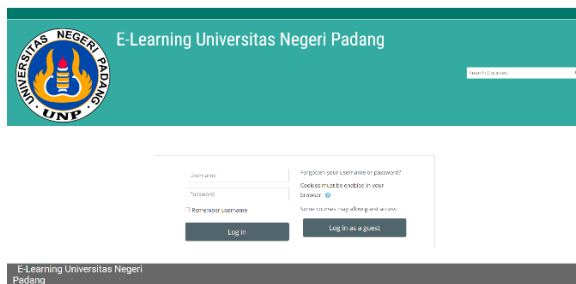 UNIVERSITAS NEGERI PADANG
UNP
E-Learning Universitas Negeri Padang
Search Courses
Username
Password
Remember username
Log in
Forgotten your username or password?
Cookies must be enabled in your
browser
Some courses may allow guest access
Log in as a guest
E-Learning Universitas Negeri
Padang